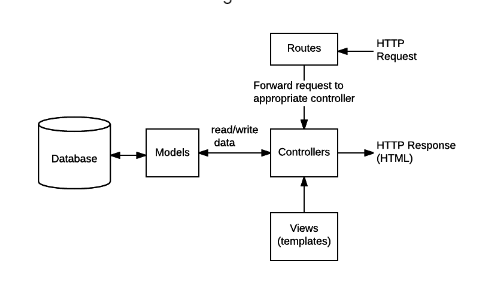 Routes
HTTP
Request
Forward request to
appropriate controller
read/write
data
Database
Models
Controllers
HTTP Response
(HTML)
Views
(templates)